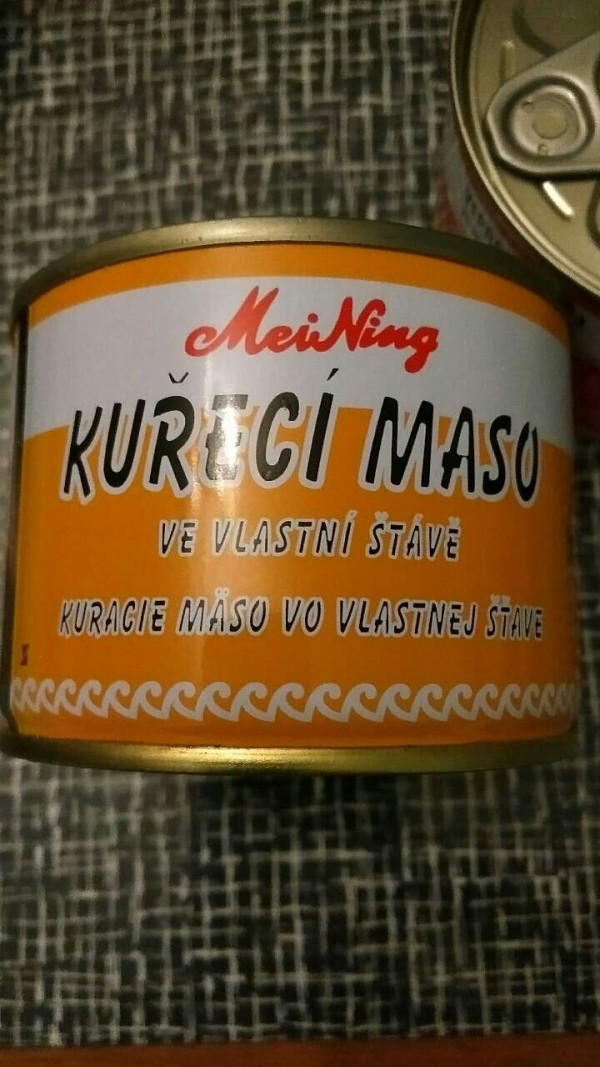 MeiNing
KUŘECÍ MASO
VE VLASTNÍ ŠŤÁVĚ
KURACIE MÄSO VO VLASTNEJ ŠŤAVE